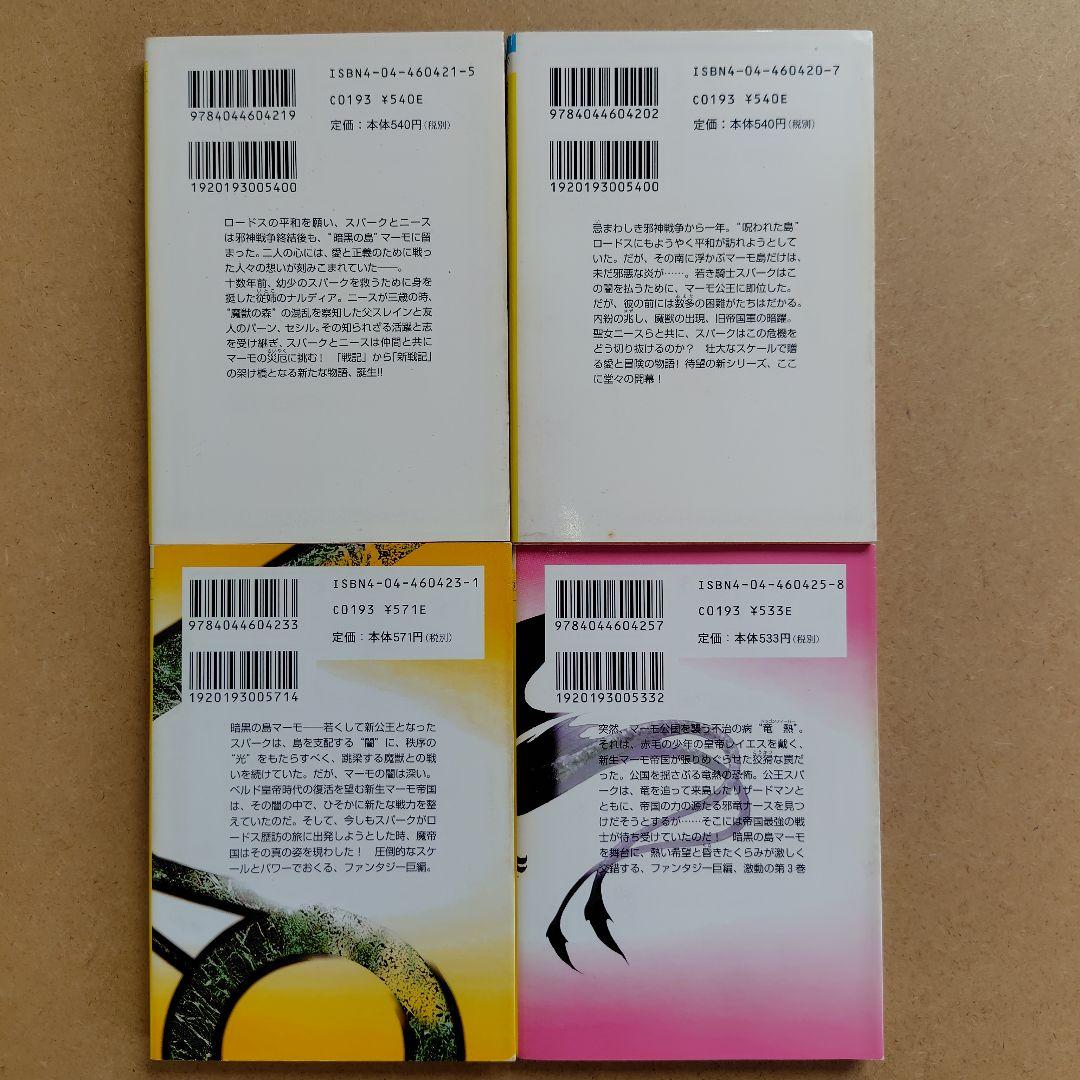 ISBN4-04-460421-5
C0193 ¥540E
定価：本体540円(税別)
9784044604219
1920193005400
ロードスの平和を願い、スパークとニース
は邪神戦争終結後も、“暗黒の島”マーモに留
まった。二人の心には、愛と正義のために戦っ
た人々の想いが刻みこまれていた――。
十数年前、幼少のスパークを救うために身を
挺した従姉のナルディア。ニースが三歳の時、
“魔獣の森”の混乱を察知した父スレインと友
人のパーン、セシル。その知られざる活躍と志
を受け継ぎ、スパークとニースは仲間と共に
マーモの災厄に挑む！　「戦記」から「新戦記」
の架け橋となる新たな物語、誕生!!
ISBN4-04-460420-7
C0193 ¥540E
定価：本体540円(税別)
9784044604202
1920193005400
忌まわしき邪神戦争から一年。“呪われた島”
ロードスにもようやく平和が訪れようとして
いた。だが、その南に浮かぶマーモ島だけは、
未だ邪悪な炎が……。若き騎士スパークはこ
の闇を払うために、マーモ公王に即位した。
だが、彼の前には数多の困難がたちはだかる。
内紛の兆し、魔獣の出現、旧帝国軍の暗躍。
聖女ニースらと共に、スパークはこの危機を
どう切り抜けるのか？　壮大なスケールで贈
る愛と冒険の物語！待望の新シリーズ、ここ
に堂々の開幕！
ISBN4-04-460423-1
C0193 ¥571E
定価：本体571円(税別)
9784044604233
1920193005714
暗黒の島マーモ――若くして新公王となった
スパークは、島を支配する“闇”に、秩序の
“光”をもたらすべく、跳梁する魔獣との戦
いを続けていた。だが、マーモの闇は深い。
ベルド皇帝時代の復活を望む新生マーモ帝国
は、その闇の中で、ひそかに新たな戦力を整
えていたのだ。そして、今しもスパークがロ
ードス歴訪の旅に出発しようとした時、魔帝
国はその真の姿を現わした！　圧倒的なスケ
ールとパワーでおくる、ファンタジー巨編。
ISBN4-04-460425-8
C0193 ¥533E
定価：本体533円(税別)
9784044604257
1920193005332
突然、マーモ公国を襲う不治の病“竜熱”。
それは、赤毛の少年の皇帝レイエスを戴く、
新生マーモ帝国が張りめぐらせた狡猾な罠だ
った。公国を揺さぶる竜熱の恐怖。公王スパ
ークは、竜を追って来島したリザードマンと
ともに、帝国の力の源たる邪竜ナースを見つ
けだそうとするが……そこには帝国最強の戦
士が待ち受けていたのだ！　暗黒の島マーモ
を舞台に、熱い希望と昏きたくらみが激しく
交錯する、ファンタジー巨編、激動の第3巻